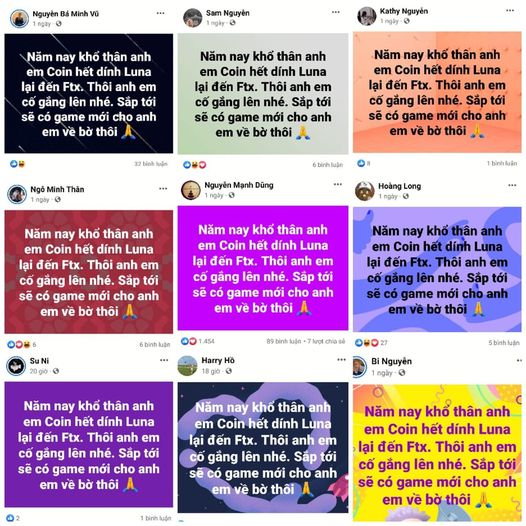 Nguyễn Bá Minh Vũ
1 ngày
Năm nay khổ thân anh
em Coin hết dính Luna
lại đến Ftx. Thôi anh em
cố gắng lên nhé. Sắp tới
sẽ có game mới cho anh
em về bờ thôi 🙏
32 bình luận
Sam Nguyễn
1 ngày
Năm nay khổ thân anh
em Coin hết dính Luna
lại đến Ftx. Thôi anh em
cố gắng lên nhé. Sắp tới
sẽ có game mới cho anh
em về bờ thôi 🙏
6 bình luận
Kathy Nguyễn
1 ngày
Năm nay khổ thân anh
em Coin hết dính Luna
lại đến Ftx. Thôi anh em
cố gắng lên nhé. Sắp tới
sẽ có game mới cho anh
em về bờ thôi 🙏
8
1 bình luận
Ngô Minh Thân
1 ngày
Năm nay khổ thân anh
em Coin hết dính Luna
lại đến Ftx. Thôi anh em
cố gắng lên nhé. Sắp tới
sẽ có game mới cho anh
em về bờ thôi 🙏
6
6 bình luận
Nguyễn Mạnh Dũng
1 ngày
Năm nay khổ thân anh
em Coin hết dính Luna
lại đến Ftx. Thôi anh em
cố gắng lên nhé. Sắp tới
sẽ có game mới cho anh
em về bờ thôi 🙏
1.454
89 bình luận • 7 lượt chia sẻ
Hoàng Long
1 ngày
Năm nay khổ thân anh
em Coin hết dính Luna
lại đến Ftx. Thôi anh em
cố gắng lên nhé. Sắp tới
sẽ có game mới cho anh
em về bờ thôi 🙏
27
5 bình luận
Su Ni
20 giờ
Năm nay khổ thân anh
em Coin hết dính Luna
lại đến Ftx. Thôi anh em
cố gắng lên nhé. Sắp tới
sẽ có game mới cho anh
em về bờ thôi 🙏
2
1 bình luận
Harry Hồ
18 giờ
Năm nay khổ thân anh
em Coin hết dính Luna
lại đến Ftx. Thôi anh em
cố gắng lên nhé. Sắp tới
sẽ có game mới cho anh
em về bờ thôi 🙏
Bi Nguyễn
1 ngày
Năm nay khổ thân anh
em Coin hết dính Luna
lại đến Ftx. Thôi anh em
cố gắng lên nhé. Sắp tới
sẽ có game mới cho anh
em về bờ thôi 🙏